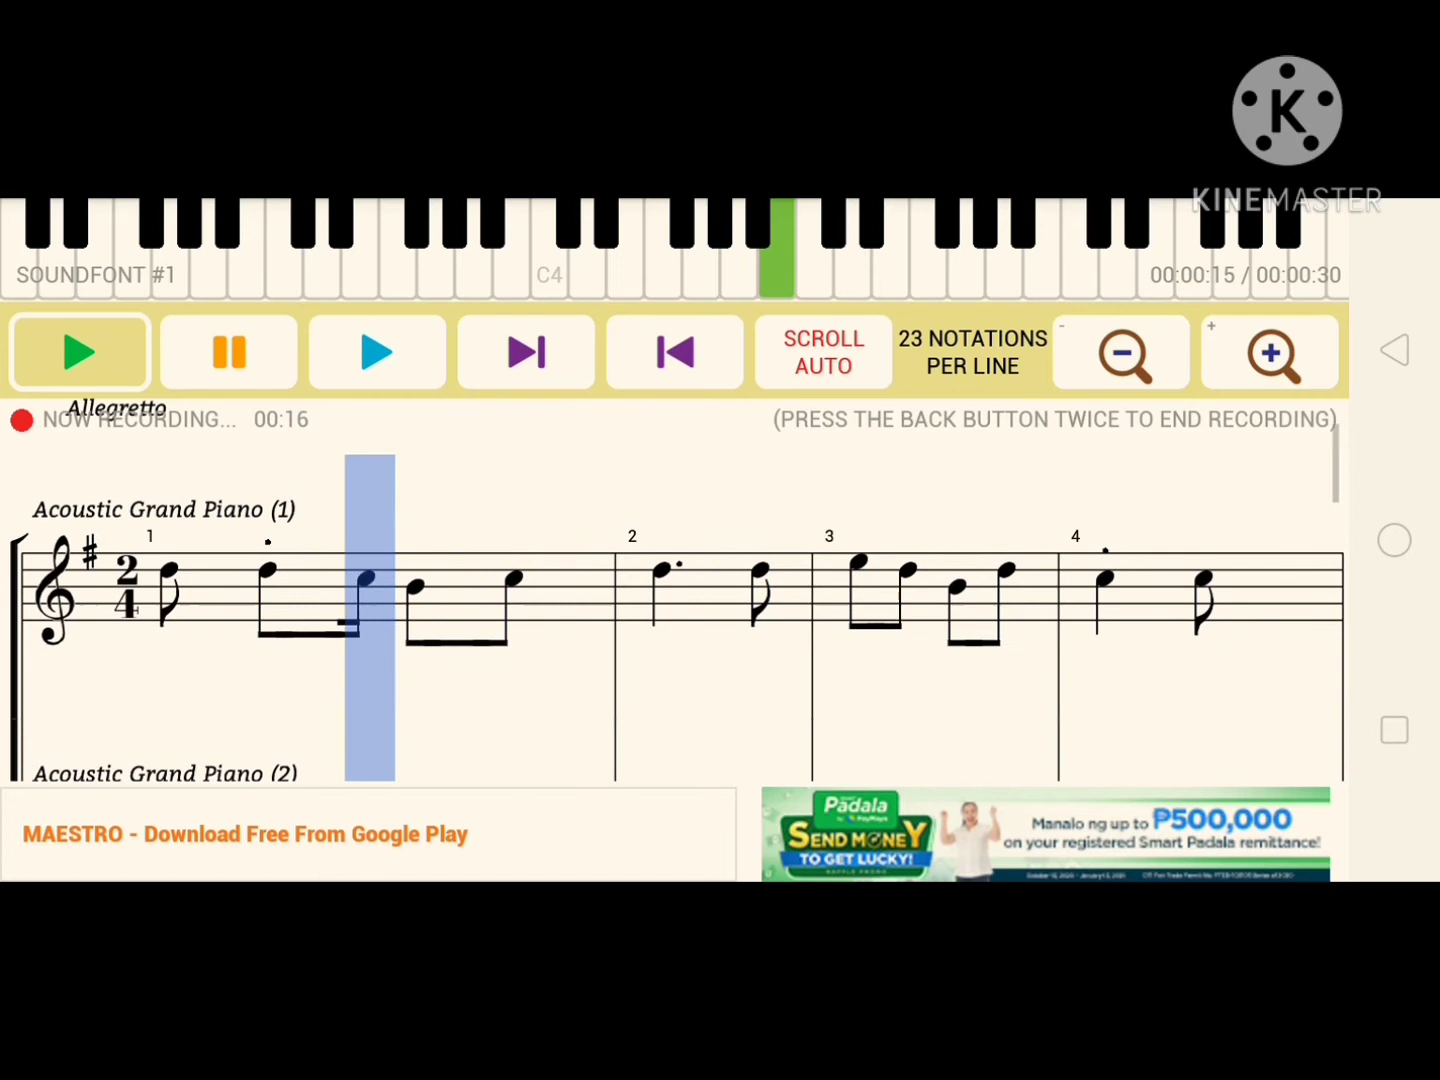 K
KINEMASTER
SOUNDFONT #1
C4
00:00:15 / 00:00:30
SCROLL AUTO
23 NOTATIONS PER LINE
-
+
Allegretto
NOW RECORDING... 00:16
(PRESS THE BACK BUTTON TWICE TO END RECORDING)
Acoustic Grand Piano (1)
1
2
3
4
2
4
Acoustic Grand Piano (2)
MAESTRO - Download Free From Google Play
Padala
SEND MONEY
TO GET LUCKY!
Manalo ng up to ₱500,000
on your registered Smart Padala remittance!